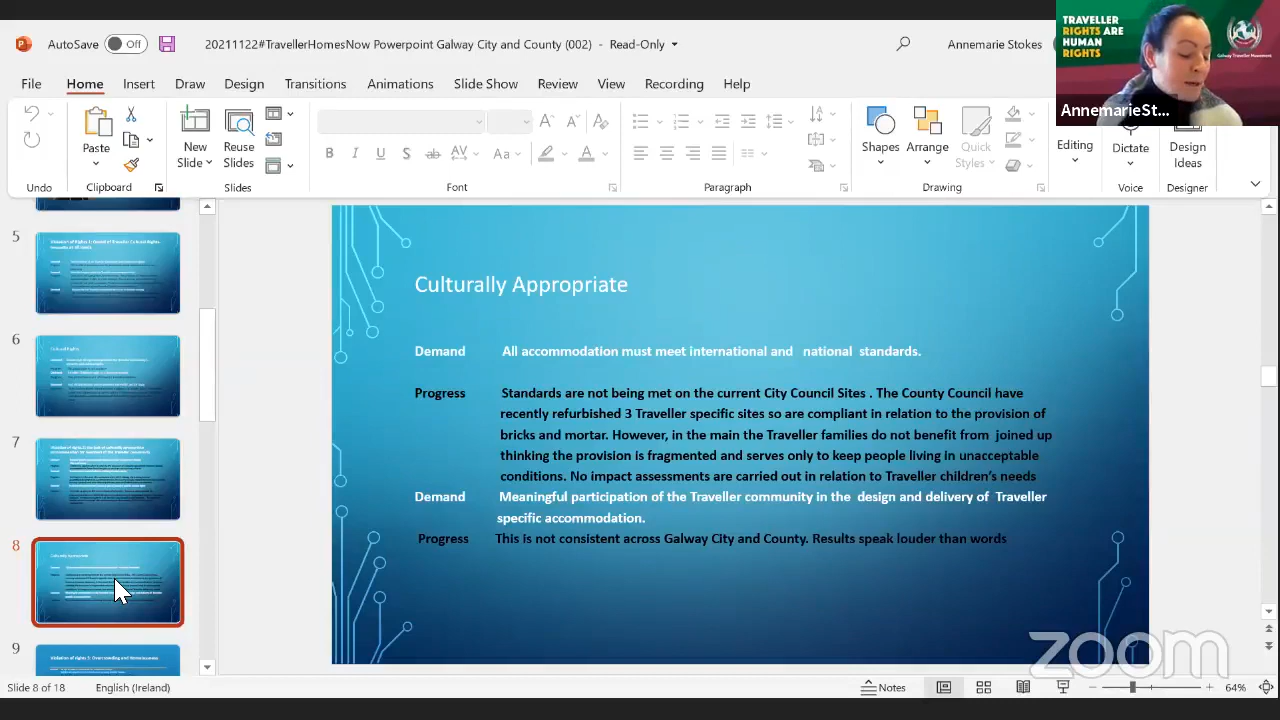 AutoSave Off 20211122#TravellerHomesNow Powerpoint Galway City and County (002) - Read-Only Annemarie Stokes
TRAVELLER
RIGHTS ARE
HUMAN
RIGHTS
Galway Traveller Movement
AnnemarieSt...
File Home Insert Draw Design Transitions Animations Slide Show Review View Recording Help
Paste New Slide Reuse Slides Shapes Arrange Quick Styles Editing Dictate Design Ideas
Undo Clipboard Slides Font Paragraph Drawing Voice Designer
5
6
7
8
9
Culturally Appropriate
Demand All accommodation must meet international and national standards.
Progress Standards are not being met on the current City Council Sites . The County Council have
recently refurbished 3 Traveller specific sites so are compliant in relation to the provision of
bricks and mortar. However, in the main the Traveller families do not benefit from joined up
thinking the provision is fragmented and serves only to keep people living in unacceptable
conditions. No impact assessments are carried out in relation to Traveller children's needs
Demand Meaningful participation of the Traveller community in the design and delivery of Traveller
specific accommodation.
Progress This is not consistent across Galway City and County. Results speak louder than words
zoom
Slide 8 of 18 English (Ireland) Notes 64%